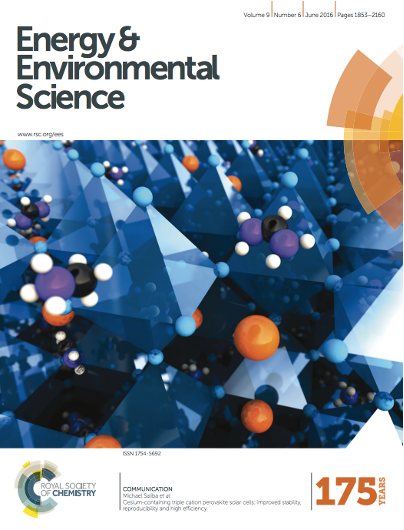 Volume 9 | Number 6 | June 2016 | Pages 1853–2160
Energy &
Environmental
Science
www.rsc.org/ees
ISSN 1754-5692
ROYAL SOCIETY
OF CHEMISTRY
COMMUNICATION
Michael Saliba et al.
Cesium-containing triple cation perovskite solar cells: improved stability,
reproducibility and high efficiency
175 YEARS